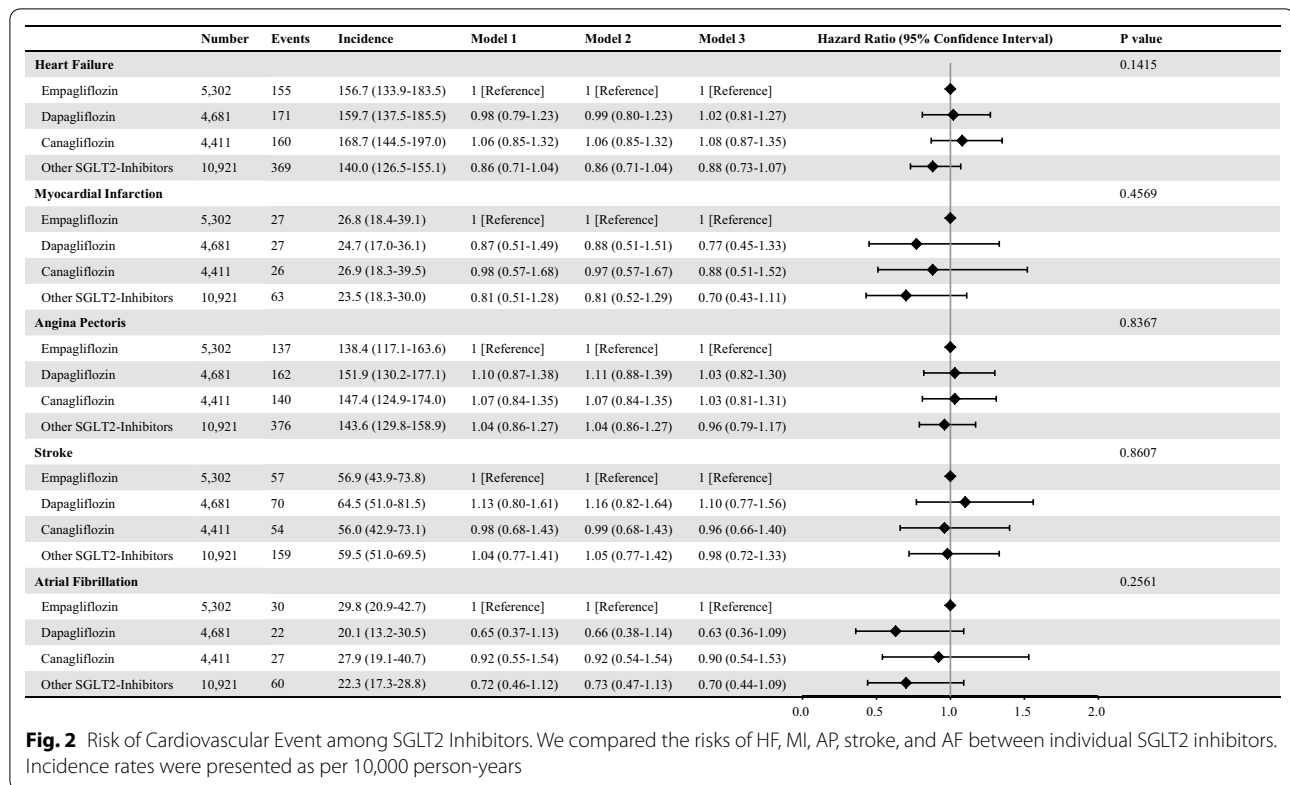 Number Events Incidence Model 1 Model 2 Model 3 Hazard Ratio (95% Confidence Interval) P value
Heart Failure 0.1415
Empagliflozin 5,302 155 156.7 (133.9-183.5) 1 [Reference] 1 [Reference] 1 [Reference]
Dapagliflozin 4,681 171 159.7 (137.5-185.5) 0.98 (0.79-1.23) 0.99 (0.80-1.23) 1.02 (0.81-1.27)
Canagliflozin 4,411 160 168.7 (144.5-197.0) 1.06 (0.85-1.32) 1.06 (0.85-1.32) 1.08 (0.87-1.35)
Other SGLT2-Inhibitors 10,921 369 140.0 (126.5-155.1) 0.86 (0.71-1.04) 0.86 (0.71-1.04) 0.88 (0.73-1.07)
Myocardial Infarction 0.4569
Empagliflozin 5,302 27 26.8 (18.4-39.1) 1 [Reference] 1 [Reference] 1 [Reference]
Dapagliflozin 4,681 27 24.7 (17.0-36.1) 0.87 (0.51-1.49) 0.88 (0.51-1.51) 0.77 (0.45-1.33)
Canagliflozin 4,411 26 26.9 (18.3-39.5) 0.98 (0.57-1.68) 0.97 (0.57-1.67) 0.88 (0.51-1.52)
Other SGLT2-Inhibitors 10,921 63 23.5 (18.3-30.0) 0.81 (0.51-1.28) 0.81 (0.52-1.29) 0.70 (0.43-1.11)
Angina Pectoris 0.8367
Empagliflozin 5,302 137 138.4 (117.1-163.6) 1 [Reference] 1 [Reference] 1 [Reference]
Dapagliflozin 4,681 162 151.9 (130.2-177.1) 1.10 (0.87-1.38) 1.11 (0.88-1.39) 1.03 (0.82-1.30)
Canagliflozin 4,411 140 147.4 (124.9-174.0) 1.07 (0.84-1.35) 1.07 (0.84-1.35) 1.03 (0.81-1.31)
Other SGLT2-Inhibitors 10,921 376 143.6 (129.8-158.9) 1.04 (0.86-1.27) 1.04 (0.86-1.27) 0.96 (0.79-1.17)
Stroke 0.8607
Empagliflozin 5,302 57 56.9 (43.9-73.8) 1 [Reference] 1 [Reference] 1 [Reference]
Dapagliflozin 4,681 70 64.5 (51.0-81.5) 1.13 (0.80-1.61) 1.16 (0.82-1.64) 1.10 (0.77-1.56)
Canagliflozin 4,411 54 56.0 (42.9-73.1) 0.98 (0.68-1.43) 0.99 (0.68-1.43) 0.96 (0.66-1.40)
Other SGLT2-Inhibitors 10,921 159 59.5 (51.0-69.5) 1.04 (0.77-1.41) 1.05 (0.77-1.42) 0.98 (0.72-1.33)
Atrial Fibrillation 0.2561
Empagliflozin 5,302 30 29.8 (20.9-42.7) 1 [Reference] 1 [Reference] 1 [Reference]
Dapagliflozin 4,681 22 20.1 (13.2-30.5) 0.65 (0.37-1.13) 0.66 (0.38-1.14) 0.63 (0.36-1.09)
Canagliflozin 4,411 27 27.9 (19.1-40.7) 0.92 (0.55-1.54) 0.92 (0.54-1.54) 0.90 (0.54-1.53)
Other SGLT2-Inhibitors 10,921 60 22.3 (17.3-28.8) 0.72 (0.46-1.12) 0.73 (0.47-1.13) 0.70 (0.44-1.09)
0.0 0.5 1.0 1.5 2.0
Fig. 2 Risk of Cardiovascular Event among SGLT2 Inhibitors. We compared the risks of HF, MI, AP, stroke, and AF between individual SGLT2 inhibitors.
Incidence rates were presented as per 10,000 person-years